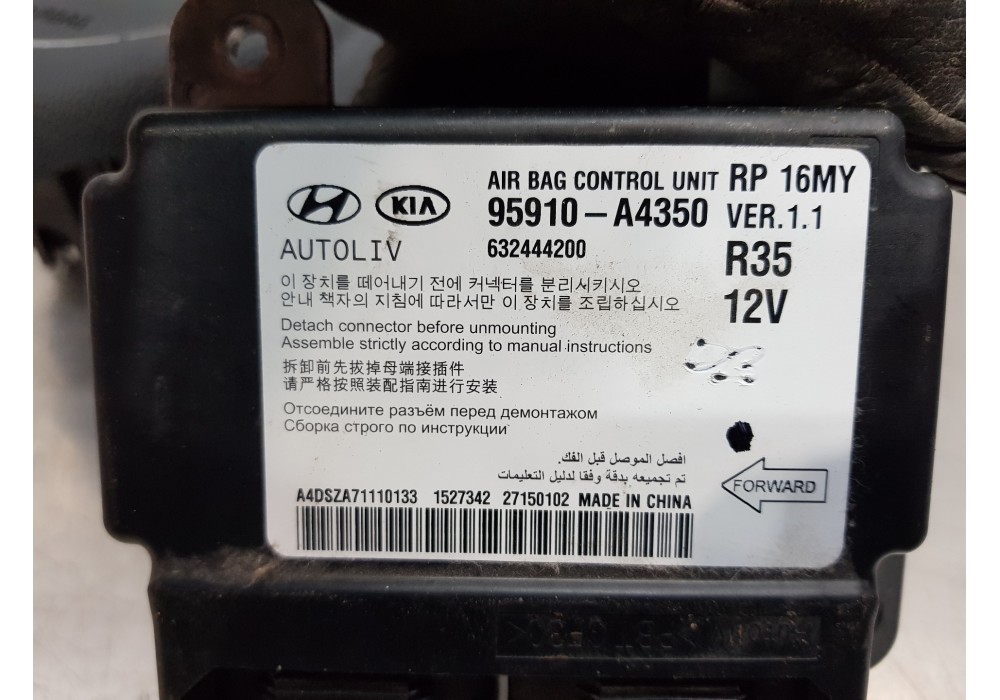 AIR BAG CONTROL UNIT RP 16MY
KIA 95910-A4350 VER.1.1
AUTOLIV 632444200 R35
이 장치를 떼어내기 전에 커넥터를 분리시키시오
안내 책자의 지침에 따라서만 이 장치를 조립하십시오 12V
Detach connector before unmounting
Assemble strictly according to manual instructions
拆卸前先拔掉母端接插件
请严格按照装配指南进行安装
Отсоедините разъём перед демонтажом
Сборка строго по инструкции
افصل الموصل قبل الفك.
تم تجميعه بدقة وفقا لدليل التعليمات
FORWARD
A4DSZA71110133 1527342 27150102 MADE IN CHINA